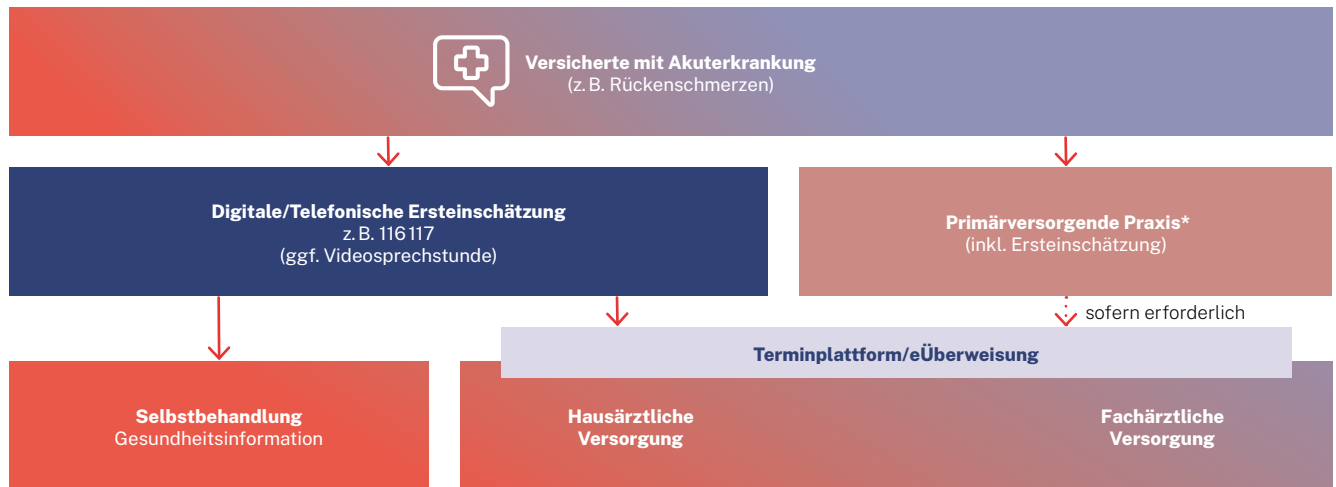 Versicherte mit Akuterkrankung
(z. B. Rückenschmerzen)
Digitale/Telefonische Ersteinschätzung
z. B. 116 117
(ggf. Videosprechstunde)
Primärversorgende Praxis*
(inkl. Ersteinschätzung)
sofern erforderlich
Terminplattform/eÜberweisung
Selbstbehandlung
Gesundheitsinformation
Hausärztliche
Versorgung
Fachärztliche
Versorgung